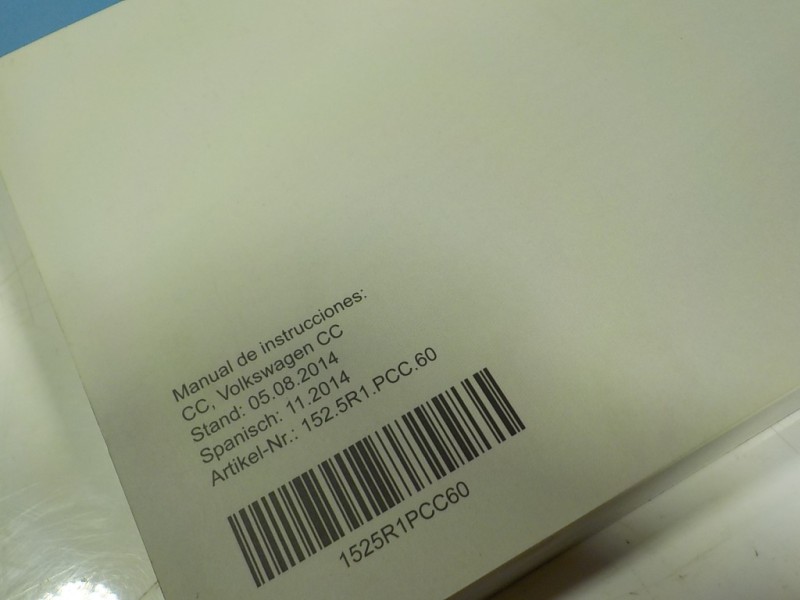 Manual de instrucciones:
CC, Volkswagen CC
Stand: 05.08.2014
Spanisch: 11.2014
Artikel-Nr.: 152.5R1.PCC.60
1525R1PCC60